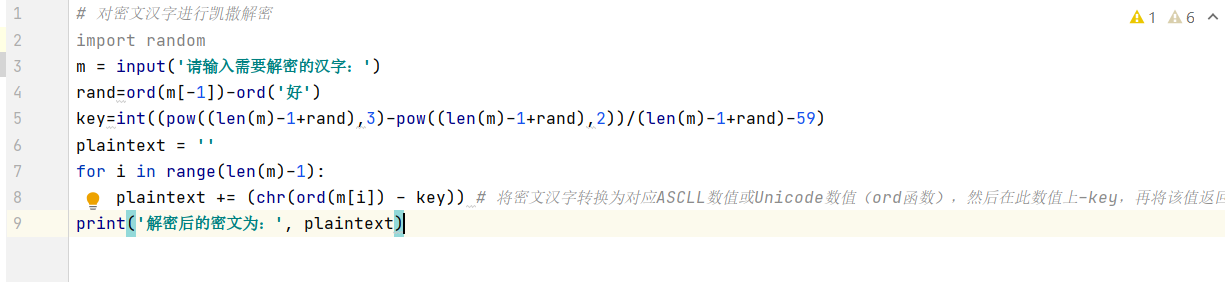 1 # 对密文汉字进行凯撒解密
2 import random
3 m = input('请输入需要解密的汉字：')
4 rand=ord(m[-1])-ord('好')
5 key=int((pow((len(m)-1+rand),3)-pow((len(m)-1+rand),2))/(len(m)-1+rand)-59)
6 plaintext = ''
7 for i in range(len(m)-1):
8 plaintext += (chr(ord(m[i]) - key)) # 将密文汉字转换为对应ASCLL数值或Unicode数值（ord函数），然后在此数值上-key，再将该值返回
9 print('解密后的密文为：', plaintext)
1 6